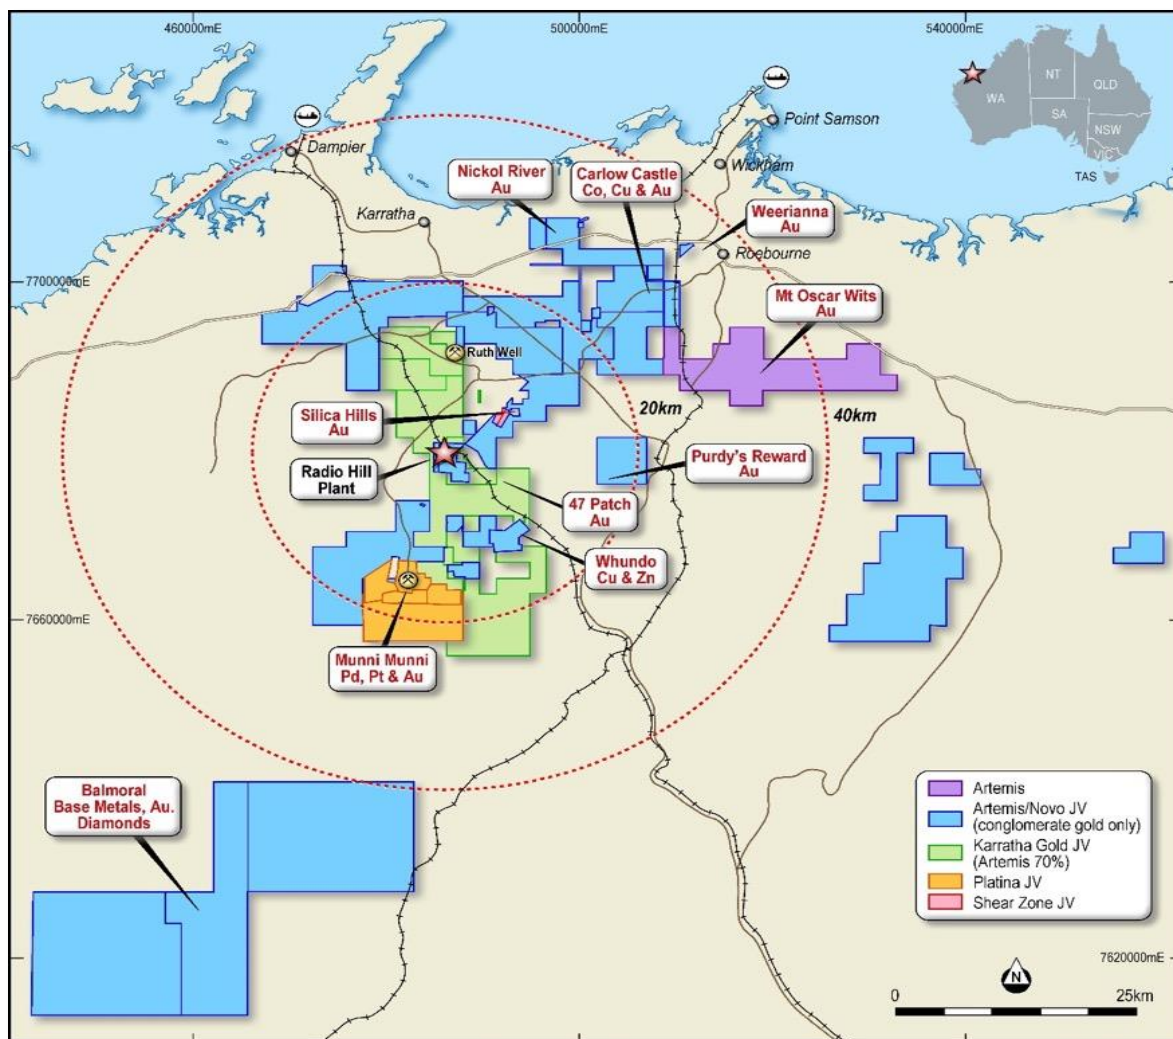 460000mE
500000mE
540000mE
NT
QLD
WA
SA
NSW
VIC
TAS
Point Samson
Dampier
Wickham
Nickol River
Au
Carlow Castle
Co, Cu & Au
Karratha
Weerianna
Au
Roebourne
7700000mE
Mt Oscar Wits
Au
Ruth Well
Silica Hills
Au
20km
40km
Radio Hill
Plant
Purdy's Reward
Au
47 Patch
Au
Whundo
Cu & Zn
7660000mE
Munni Munni
Pd, Pt & Au
Balmoral
Base Metals, Au.
Diamonds
Artemis
Artemis/Novo JV
(conglomerate gold only)
Karratha Gold JV
(Artemis 70%)
Platina JV
Shear Zone JV
7620000mE
N
0
25km